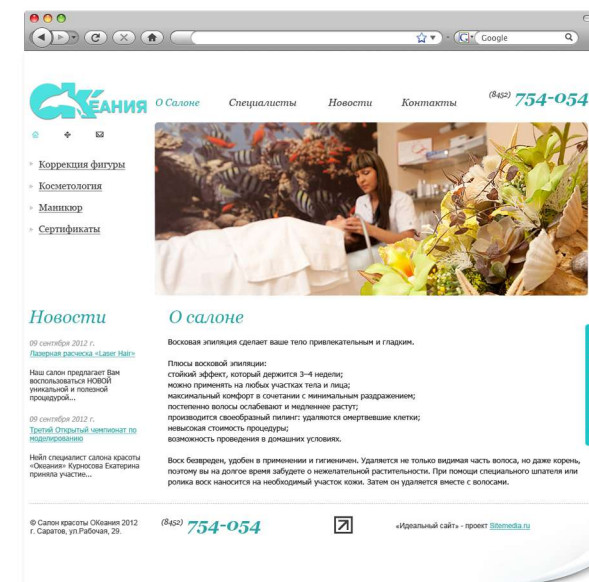 Google
ОКЕАНИЯ
О Салоне Специалисты Новости Контакты (8452) 754-054
Коррекция фигуры
Косметология
Маникюр
Сертификаты
Новости
09 сентября 2012 г.
Лазерная расческа «Laser Hair»
Наш салон предлагает Вам
воспользоваться НОВОЙ
уникальной и полезной
процедурой...
09 сентября 2012 г.
Третий Открытый чемпионат по
моделированию
Нейл специалист салона красоты
«Океания» Курносова Екатерина
приняла участие...
О салоне
Восковая эпиляция сделает ваше тело привлекательным и гладким.
Плюсы восковой эпиляции:
стойкий эффект, который держится 3-4 недели;
можно применять на любых участках тела и лица;
максимальный комфорт в сочетании с минимальным раздражением;
постепенно волосы ослабевают и медленнее растут;
производится своеобразный пилинг: удаляются омертвевшие клетки;
невысокая стоимость процедуры;
возможность проведения в домашних условиях.
Воск безвреден, удобен в применении и гигиеничен. Удаляется не только видимая часть волоса, но даже корень,
поэтому вы на долгое время забудете о нежелательной растительности. При помощи специального шпателя или
ролика воск наносится на необходимый участок кожи. Затем он удаляется вместе с волосами.
© Салон красоты ОКеания 2012
г. Саратов, ул.Рабочая, 29.
(8452) 754-054
«Идеальный сайт» - проект Sitemedia.ru